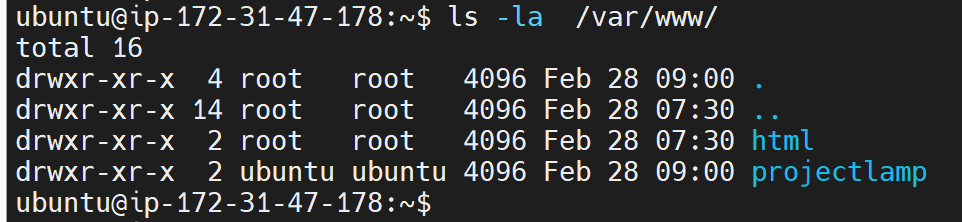 ubuntu@ip-172-31-47-178:~$ ls -la  /var/www/
total 16
drwxr-xr-x  4 root   root   4096 Feb 28 09:00 .
drwxr-xr-x 14 root   root   4096 Feb 28 07:30 ..
drwxr-xr-x  2 root   root   4096 Feb 28 07:30 html
drwxr-xr-x  2 ubuntu ubuntu 4096 Feb 28 09:00 projectlamp
ubuntu@ip-172-31-47-178:~$